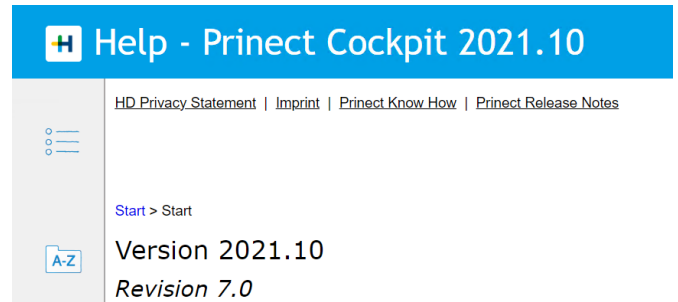 H Help - Prinect Cockpit 2021.10
HD Privacy Statement | Imprint | Prinect Know How | Prinect Release Notes
Start > Start
A-Z
Version 2021.10
Revision 7.0